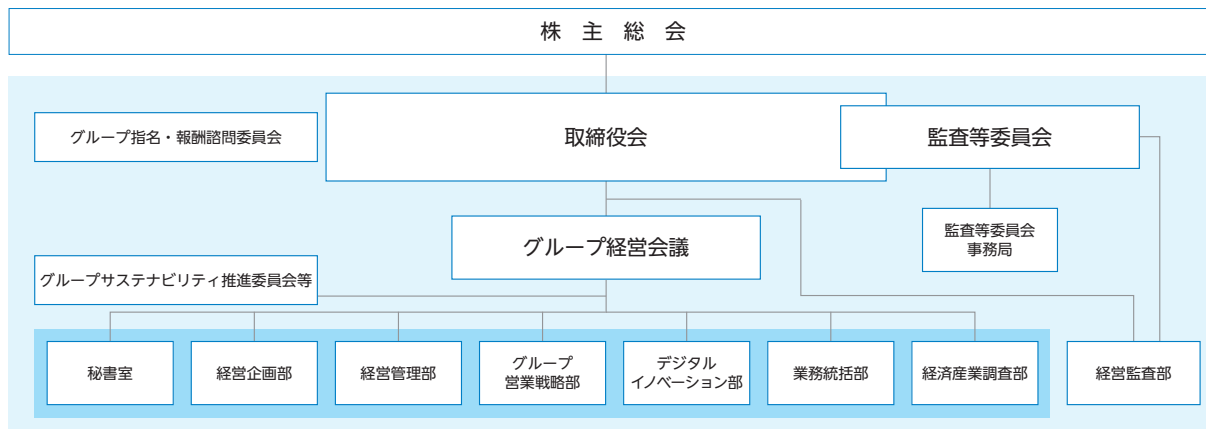 株主総会
グループ指名・報酬諮問委員会
取締役会
監査等委員会
監査等委員会
事務局
グループ経営会議
グループサステナビリティ推進委員会等
秘書室
経営企画部
経営管理部
グループ
営業戦略部
デジタル
イノベーション部
業務統括部
経済産業調査部
経営監査部